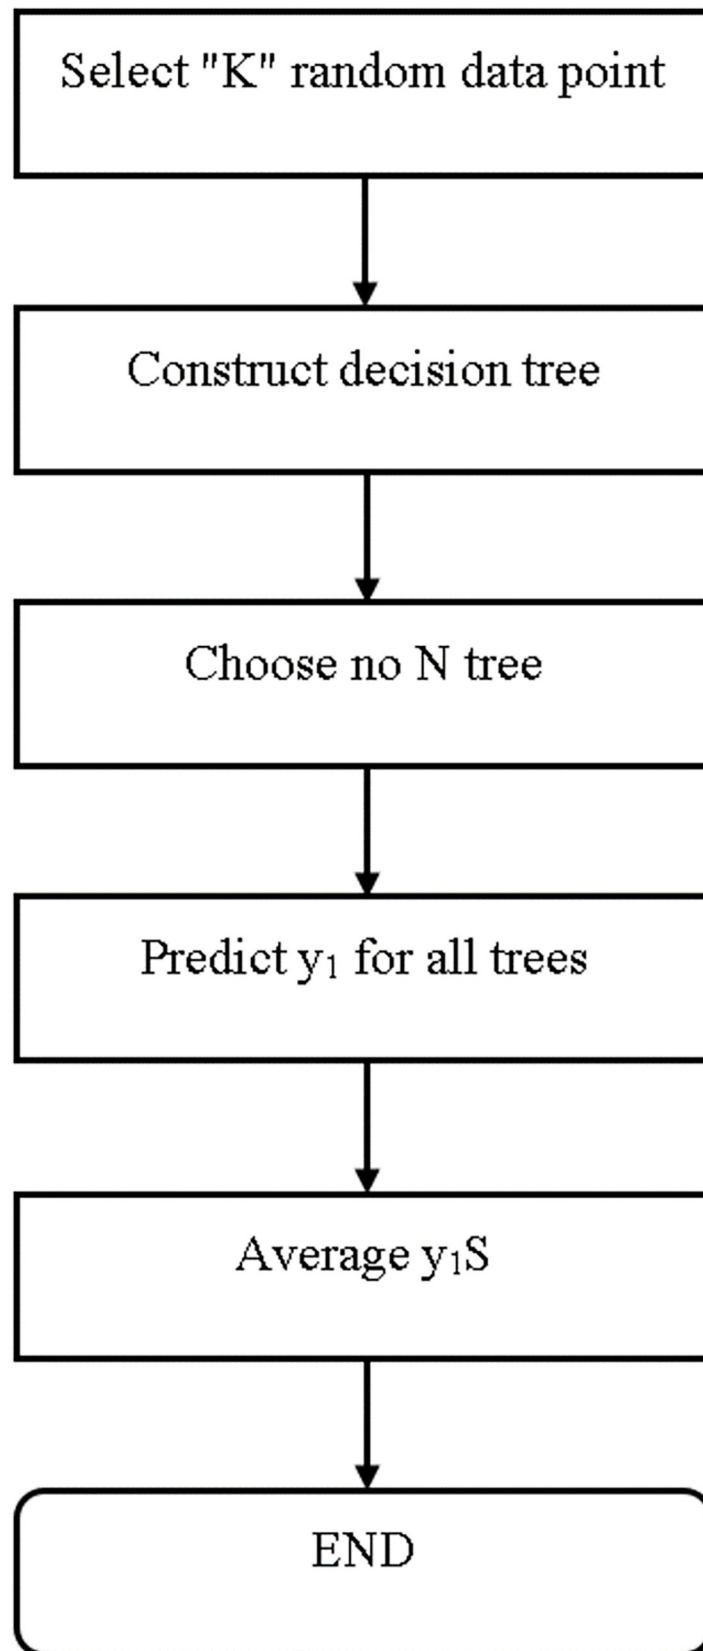 Select "K" random data point
Construct decision tree
Choose no N tree
Predict y₁ for all trees
Average y₁S
END